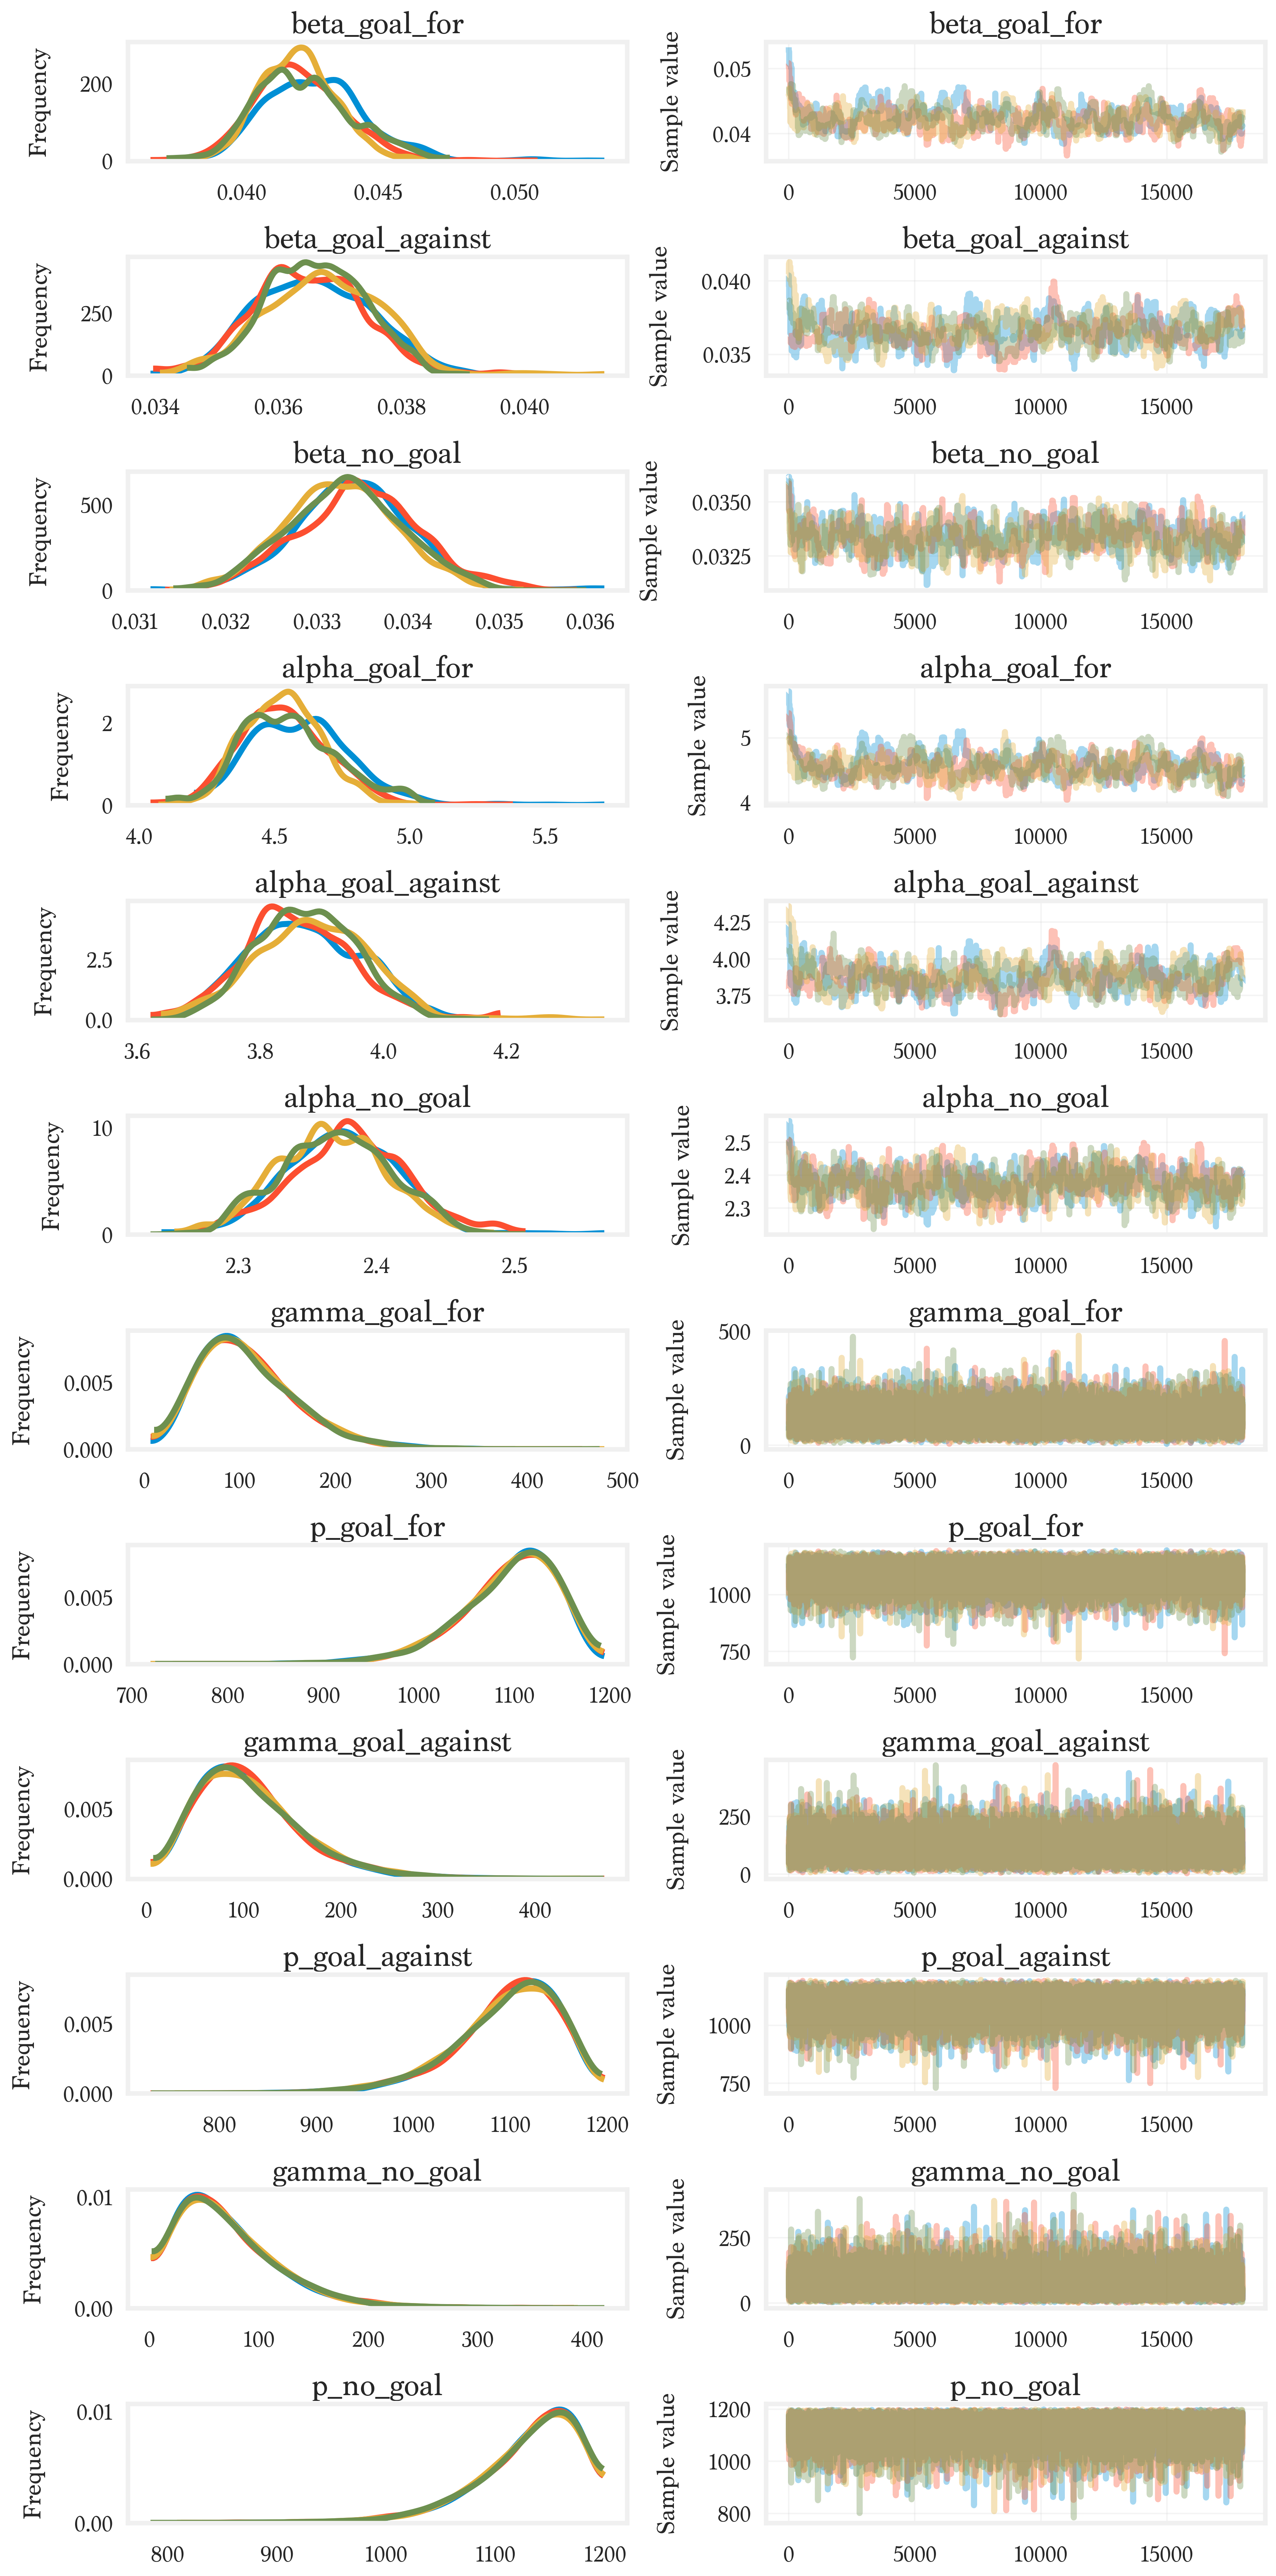 beta_goal_for
beta_goal_for
Frequency
200
0
0.040 0.045 0.050
Sample value
0.05
0.04
0 5000 10000 15000
beta_goal_against
beta_goal_against
Frequency
250
0
0.034 0.036 0.038 0.040
Sample value
0.040
0.035
0 5000 10000 15000
beta_no_goal
beta_no_goal
Frequency
500
0
0.031 0.032 0.033 0.034 0.035 0.036
Sample value
0.0350
0.0325
0 5000 10000 15000
alpha_goal_for
alpha_goal_for
Frequency
2
0
4.0 4.5 5.0 5.5
Sample value
5
4
0 5000 10000 15000
alpha_goal_against
alpha_goal_against
Frequency
2.5
0.0
3.6 3.8 4.0 4.2
Sample value
4.25
4.00
3.75
0 5000 10000 15000
alpha_no_goal
alpha_no_goal
Frequency
10
0
2.3 2.4 2.5
Sample value
2.5
2.4
2.3
0 5000 10000 15000
gamma_goal_for
gamma_goal_for
Frequency
0.005
0.000
0 100 200 300 400 500
Sample value
500
0
0 5000 10000 15000
p_goal_for
p_goal_for
Frequency
0.005
0.000
700 800 900 1000 1100 1200
Sample value
1000
750
0 5000 10000 15000
gamma_goal_against
gamma_goal_against
Frequency
0.005
0.000
0 100 200 300 400
Sample value
250
0
0 5000 10000 15000
p_goal_against
p_goal_against
Frequency
0.005
0.000
800 900 1000 1100 1200
Sample value
1000
750
0 5000 10000 15000
gamma_no_goal
gamma_no_goal
Frequency
0.01
0.00
0 100 200 300 400
Sample value
250
0
0 5000 10000 15000
p_no_goal
p_no_goal
Frequency
0.01
0.00
800 900 1000 1100 1200
Sample value
1200
1000
800
0 5000 10000 15000